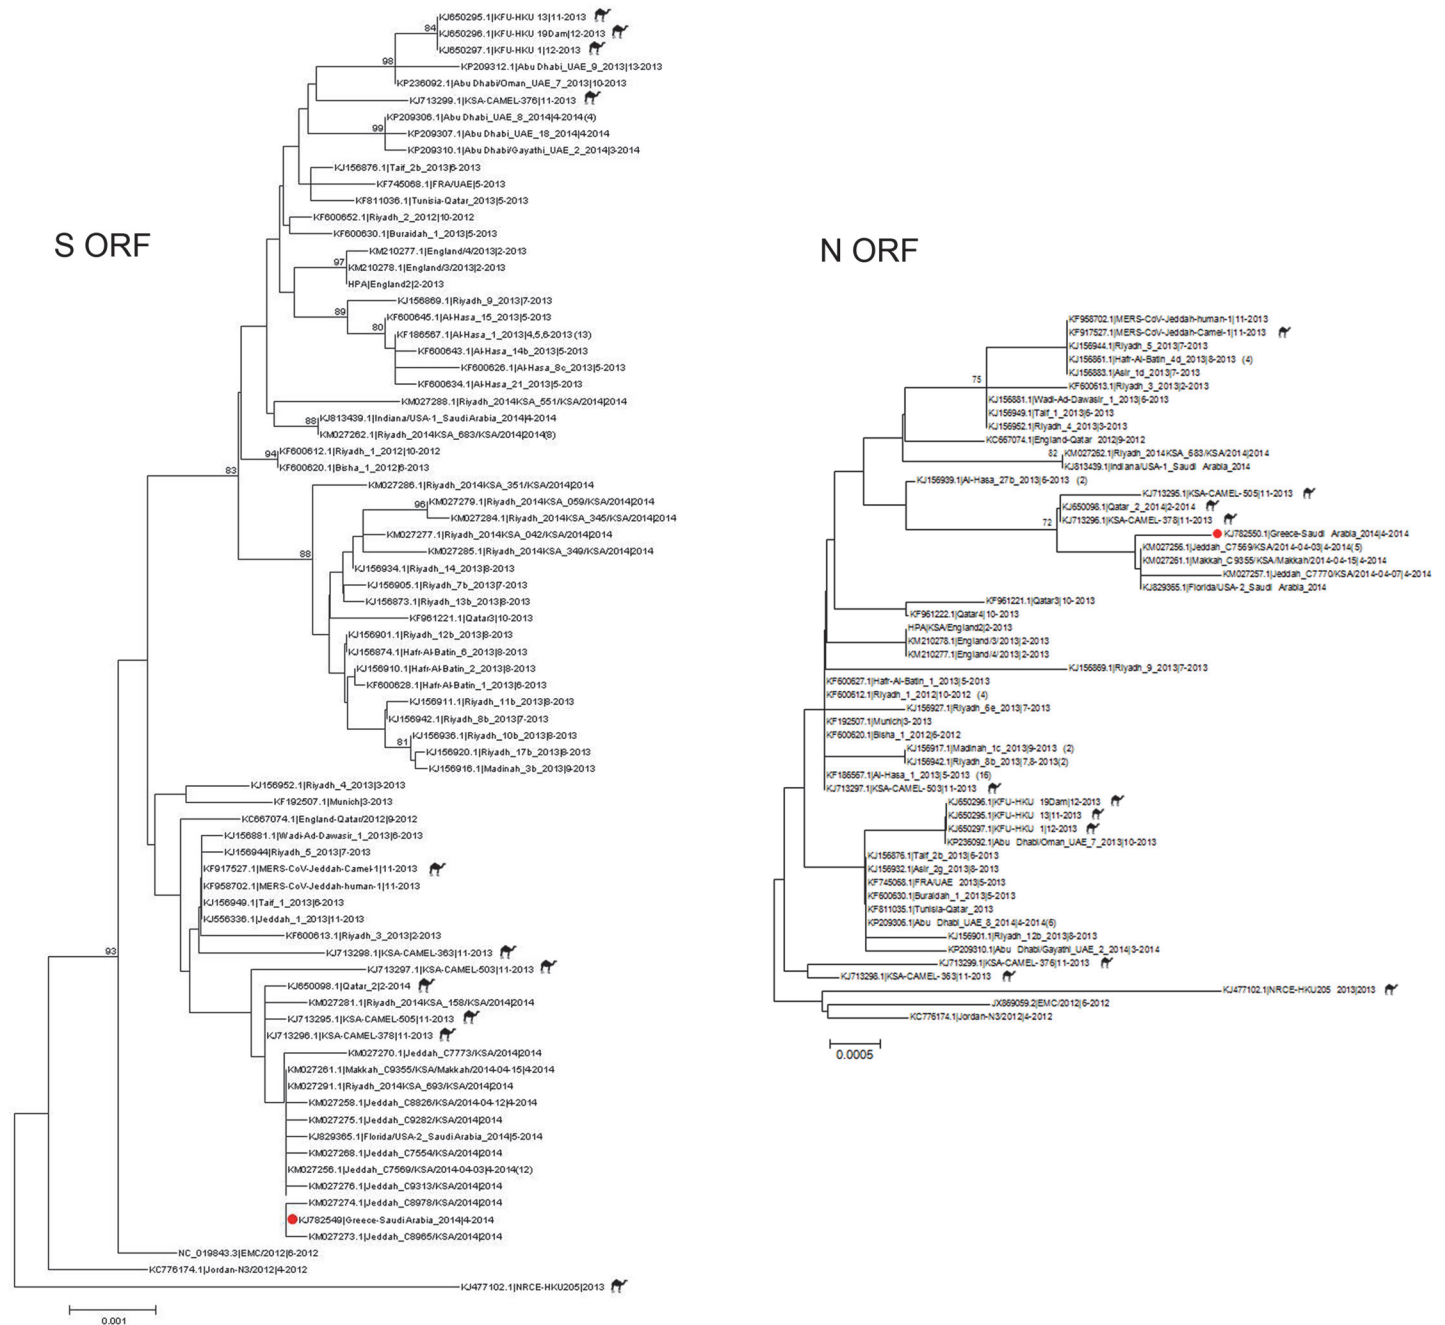 84
KJ650295.1|KFU-HKU 13|11-2013
KJ650296.1|KFU-HKU 19Dam|12-2013
KJ650297.1|KFU-HKU 1|12-2013
98
KP209312.1|Abu Dhabi_UAE_9_2013|13-2013
KP236092.1|Abu Dhabi/Oman_UAE_7_2013|10-2013
KJ713299.1|KSA-CAMEL-376|11-2013
KP209306.1|Abu Dhabi_UAE_8_2014|4-2014(4)
99
KP209307.1|Abu Dhabi_UAE_18_2014|4-2014
KP209310.1|Abu Dhabi/Gayathi_UAE_2_2014|3-2014
KJ156876.1|Taif_2b_2013|6-2013
KF745068.1|FRA/UAE|5-2013
KF811036.1|Tunisia-Qatar_2013|5-2013
KF600652.1|Riyadh_2_2012|10-2012
KF600630.1|Buraidah_1_2013|5-2013
S ORF
KM210277.1|England/4/2013|2-2013
97
KM210278.1|England/3/2013|2-2013
HPA|England2|2-2013
KJ156869.1|Riyadh_9_2013|7-2013
89
KF600645.1|Al-Hasa_15_2013|5-2013
80
KF186567.1|Al-Hasa_1_2013|4,5,6-2013 (13)
KF600643.1|Al-Hasa_14b_2013|5-2013
KF600626.1|Al-Hasa_8c_2013|5-2013
KF600634.1|Al-Hasa_21_2013|5-2013
KM027288.1|Riyadh_2014KSA_551/KSA/2014|2014
88
KJ813439.1|Indiana/USA-1_Saudi Arabia_2014|4-2014
KM027262.1|Riyadh_2014KSA_683/KSA/2014|2014(8)
94
KF600612.1|Riyadh_1_2012|10-2012
KF600620.1|Bisha_1_2012|6-2013
83
KM027286.1|Riyadh_2014KSA_351/KSA/2014|2014
96
KM027279.1|Riyadh_2014KSA_059/KSA/2014|2014
KM027284.1|Riyadh_2014KSA_345/KSA/2014|2014
KM027277.1|Riyadh_2014KSA_042/KSA/2014|2014
88
KM027285.1|Riyadh_2014KSA_349/KSA/2014|2014
KJ156934.1|Riyadh_14_2013|8-2013
KJ156905.1|Riyadh_7b_2013|7-2013
KJ156873.1|Riyadh_13b_2013|8-2013
KF961221.1|Qatar3|10-2013
KJ156901.1|Riyadh_12b_2013|8-2013
KJ156874.1|Hafr-Al-Batin_6_2013|8-2013
KJ156910.1|Hafr-Al-Batin_2_2013|8-2013
KF600628.1|Hafr-Al-Batin_1_2013|6-2013
KJ156911.1|Riyadh_11b_2013|8-2013
KJ156942.1|Riyadh_8b_2013|7-2013
81
KJ156936.1|Riyadh_10b_2013|8-2013
KJ156920.1|Riyadh_17b_2013|8-2013
KJ156916.1|Madinah_3b_2013|9-2013
KJ156952.1|Riyadh_4_2013|3-2013
KF192507.1|Munich|3-2013
KC667074.1|England-Qatar/2012|9-2012
KJ156881.1|Wadi-Ad-Dawasir_1_2013|6-2013
KJ156944|Riyadh_5_2013|7-2013
KF917527.1|MERS-CoV-Jeddah-Camel-1|11-2013
KF958702.1|MERS-CoV-Jeddah-human-1|11-2013
KJ156949.1|Taif_1_2013|6-2013
KJ556336.1|Jeddah_1_2013|11-2013
KF600613.1|Riyadh_3_2013|2-2013
93
KJ713298.1|KSA-CAMEL-363|11-2013
KJ713297.1|KSA-CAMEL-503|11-2013
KJ650098.1|Qatar_2|2-2014
KM027281.1|Riyadh_2014KSA_158/KSA/2014|2014
KJ713295.1|KSA-CAMEL-505|11-2013
KJ713296.1|KSA-CAMEL-378|11-2013
KM027270.1|Jeddah_C7773/KSA/2014|2014
KM027261.1|Makkah_C9355/KSA/Makkah/2014-04-15|4-2014
KM027291.1|Riyadh_2014KSA_693/KSA/2014|2014
KM027258.1|Jeddah_C8826/KSA/2014-04-12|4-2014
KM027275.1|Jeddah_C9282/KSA/2014|2014
KJ829365.1|Florida/USA-2_Saudi Arabia_2014|5-2014
KM027268.1|Jeddah_C7554/KSA/2014|2014
KM027256.1|Jeddah_C7569/KSA/2014-04-03|4-2014(12)
KM027276.1|Jeddah_C9313/KSA/2014|2014
KM027274.1|Jeddah_C8978/KSA/2014|2014
KJ782549|Greece-Saudi Arabia_2014|4-2014
KM027273.1|Jeddah_C8965/KSA/2014|2014
NC_019843.3|EMC/2012|6-2012
KC776174.1|Jordan-N3/2012|4-2012
KJ477102.1|NRCE-HKU205|2013
0.001
N ORF
KF958702.1|MERS-CoV-Jeddah-human-1|11-2013
KF917527.1|MERS-CoV-Jeddah-Camel-1|11-2013
KJ156944.1|Riyadh_5_2013|7-2013
KJ156861.1|Hafr-Al-Batin_4d_2013|8-2013 (4)
KJ156883.1|Asir_1d_2013|7-2013
75
KF600613.1|Riyadh_3_2013|2-2013
KJ156881.1|Wadi-Ad-Dawasir_1_2013|6-2013
KJ156949.1|Taif_1_2013|6-2013
KJ156952.1|Riyadh_4_2013|3-2013
KC667074.1|England-Qatar 2012|9-2012
82
KM027262.1|Riyadh_2014KSA_683/KSA/2014|2014
KJ813439.1|Indiana/USA-1_Saudi Arabia_2014
KJ156939.1|Al-Hasa_27b_2013|6-2013 (2)
KJ713295.1|KSA-CAMEL-505|11-2013
KJ650098.1|Qatar_2_2014|2-2014
72
KJ713296.1|KSA-CAMEL-378|11-2013
KJ782550.1|Greece-Saudi Arabia_2014|4-2014
KM027256.1|Jeddah_C7569/KSA/2014-04-03|4-2014(5)
KM027261.1|Makkah_C9355/KSA/Makkah/2014-04-15|4-2014
KM027257.1|Jeddah_C7770/KSA/2014-04-07|4-2014
KJ829365.1|Florida/USA-2_Saudi Arabia_2014
KF961221.1|Qatar3|10-2013
KF961222.1|Qatar4|10-2013
HPA|KSA/England2|2-2013
KM210278.1|England/3/2013|2-2013
KM210277.1|England/4/2013|2-2013
KJ156869.1|Riyadh_9_2013|7-2013
KF600627.1|Hafr-Al-Batin_1_2013|5-2013
KF600612.1|Riyadh_1_2012|10-2012 (4)
KJ156927.1|Riyadh_6e_2013|7-2013
KF192507.1|Munich|3-2013
KF600620.1|Bisha_1_2012|6-2012
KJ156917.1|Madinah_1c_2013|9-2013 (2)
KJ156942.1|Riyadh_8b_2013|7,8-2013(2)
KF186567.1|Al-Hasa_1_2013|5-2013 (16)
KJ713297.1|KSA-CAMEL-503|11-2013
KJ650296.1|KFU-HKU 19Dam|12-2013
KJ650295.1|KFU-HKU 13|11-2013
KJ650297.1|KFU-HKU 1|12-2013
KP236092.1|Abu Dhabi/Oman_UAE_7_2013|10-2013
KJ156876.1|Taif_2b_2013|6-2013
KJ156932.1|Asir_2g_2013|8-2013
KF745068.1|FRA/UAE 2013|5-2013
KF600630.1|Buraidah_1_2013|5-2013
KF811035.1|Tunisia-Qatar_2013
KP209306.1|Abu Dhabi_UAE_8_2014|4-2014(6)
KJ156901.1|Riyadh_12b_2013|8-2013
KP209310.1|Abu Dhabi/Gayathi_UAE_2_2014|3-2014
KJ713299.1|KSA-CAMEL-376|11-2013
KJ713298.1|KSA-CAMEL-363|11-2013
KJ477102.1|NRCE-HKU205 2013|2013
JX869059.2|EMC/2012|6-2012
KC776174.1|Jordan-N3/2012|4-2012
0.0005